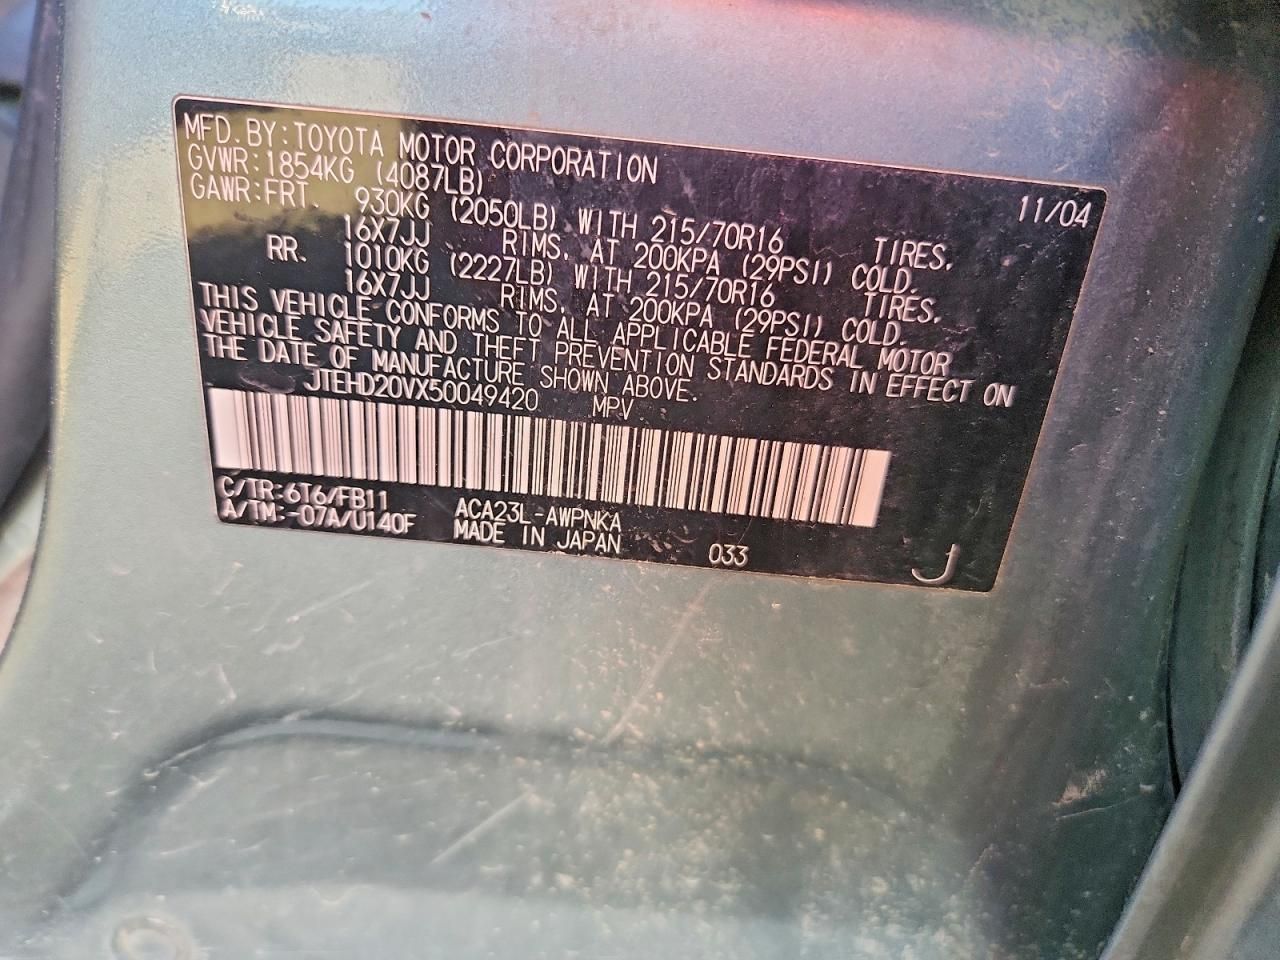 MFD. BY: TOYOTA MOTOR CORPORATION 11/04
GVWR: 1854KG (4087LB)
GAWR: FRT. 930KG (2050LB) WITH 215/70R16 TIRES,
16X7JJ RIMS, AT 200KPA (29PSI) COLD.
RR. 1010KG (2227LB) WITH 215/70R16 TIRES,
16X7JJ RIMS, AT 200KPA (29PSI) COLD.
THIS VEHICLE CONFORMS TO ALL APPLICABLE FEDERAL MOTOR
VEHICLE SAFETY AND THEFT PREVENTION STANDARDS IN EFFECT ON
THE DATE OF MANUFACTURE SHOWN ABOVE.
JTEHD20VX50049420 MPV
C/TR: 6T6/FB11 ACA23L-AWPNKA
A/TM: -07A/U140F MADE IN JAPAN 033 J